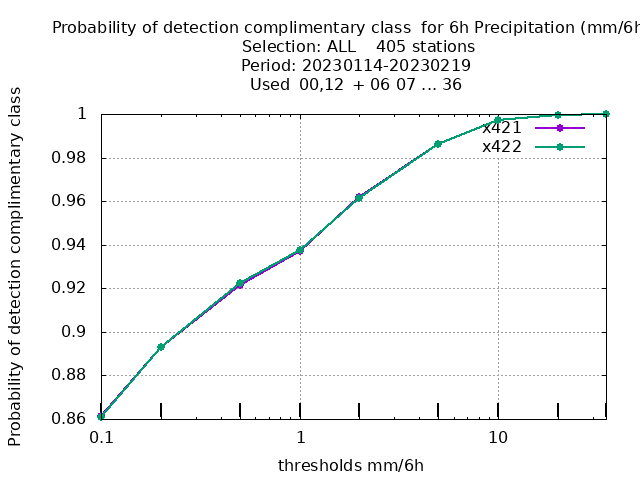 Probability of detection complimentary class for 6h Precipitation (mm/6h
Selection: ALL 405 stations
Period: 20230114-20230219
Used 00,12 + 06 07 ... 36
Probability of detection complimentary class
1
0.98
0.96
0.94
0.92
0.9
0.88
0.86
x421
x422
0.1
1
10
thresholds mm/6h